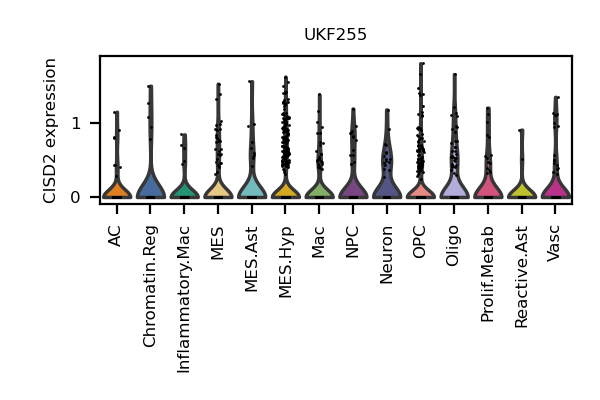 UKF255
CISD2 expression
1
0
AC
Chromatin.Reg
Inflammatory.Mac
MES
MES.Ast
MES.Hyp
Mac
NPC
Neuron
OPC
Oligo
Prolif.Metab
Reactive.Ast
Vasc